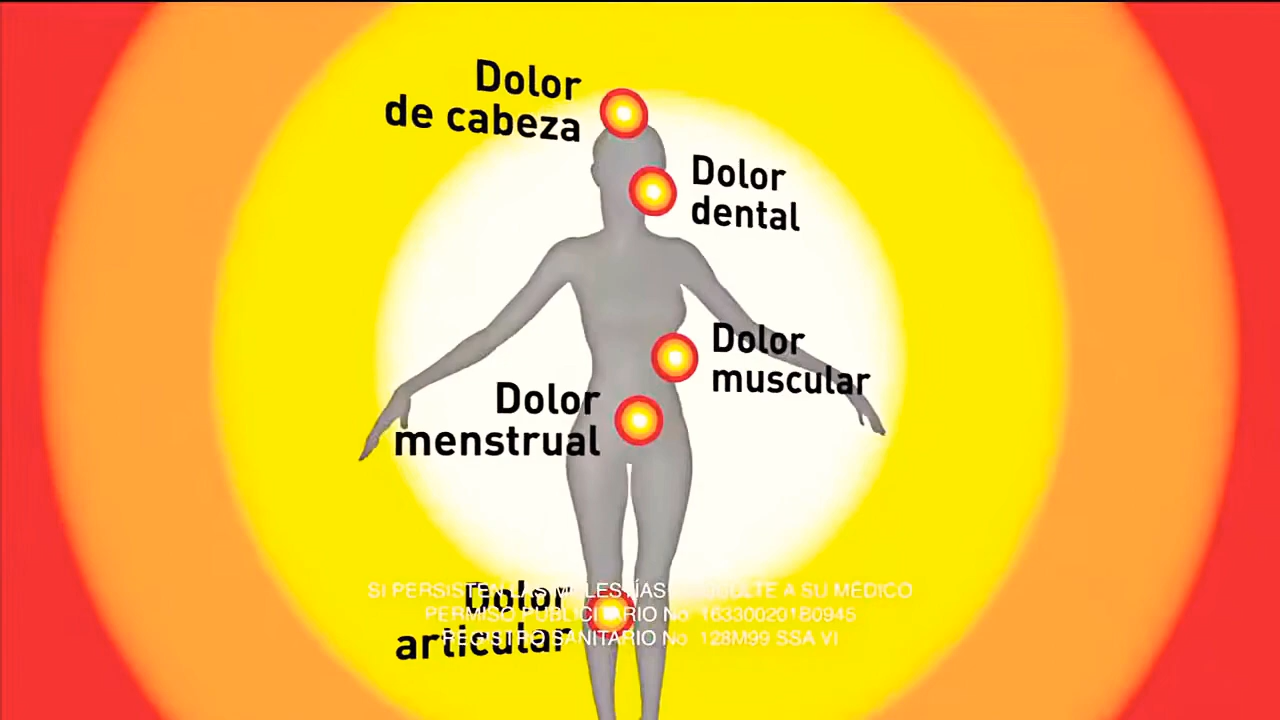 Dolor
de cabeza
Dolor
dental
Dolor
muscular
Dolor
menstrual
Dolor
articular
SI PERSISTEN LAS MOLESTIAS CONSULTE A SU MÉDICO
PERMISO PUBLICITARIO No. 163300201B0945
REGISTRO SANITARIO No. 128M99 SSA VI